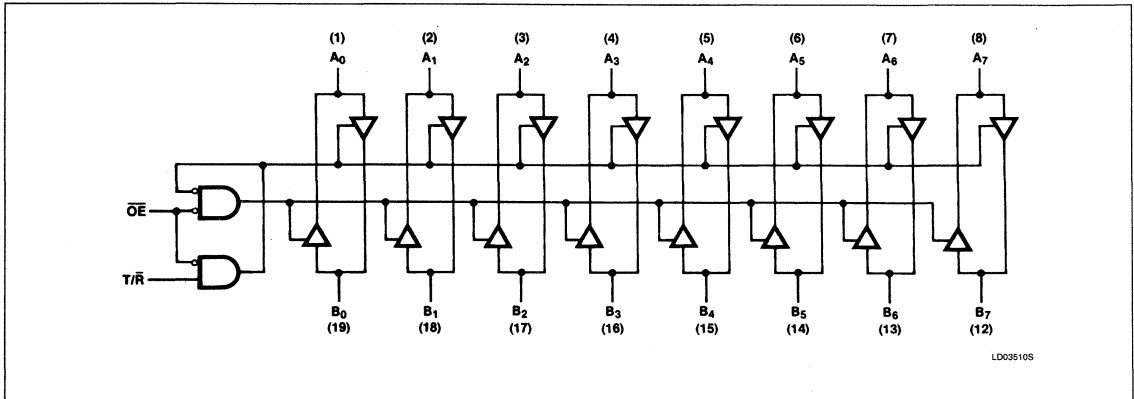 (1) (2) (3) (4) (5) (6) (7) (8)
A0 A1 A2 A3 A4 A5 A6 A7
O̅E̅
T/R̅
B0 B1 B2 B3 B4 B5 B6 B7
(19) (18) (17) (16) (15) (14) (13) (12)
LD03510S